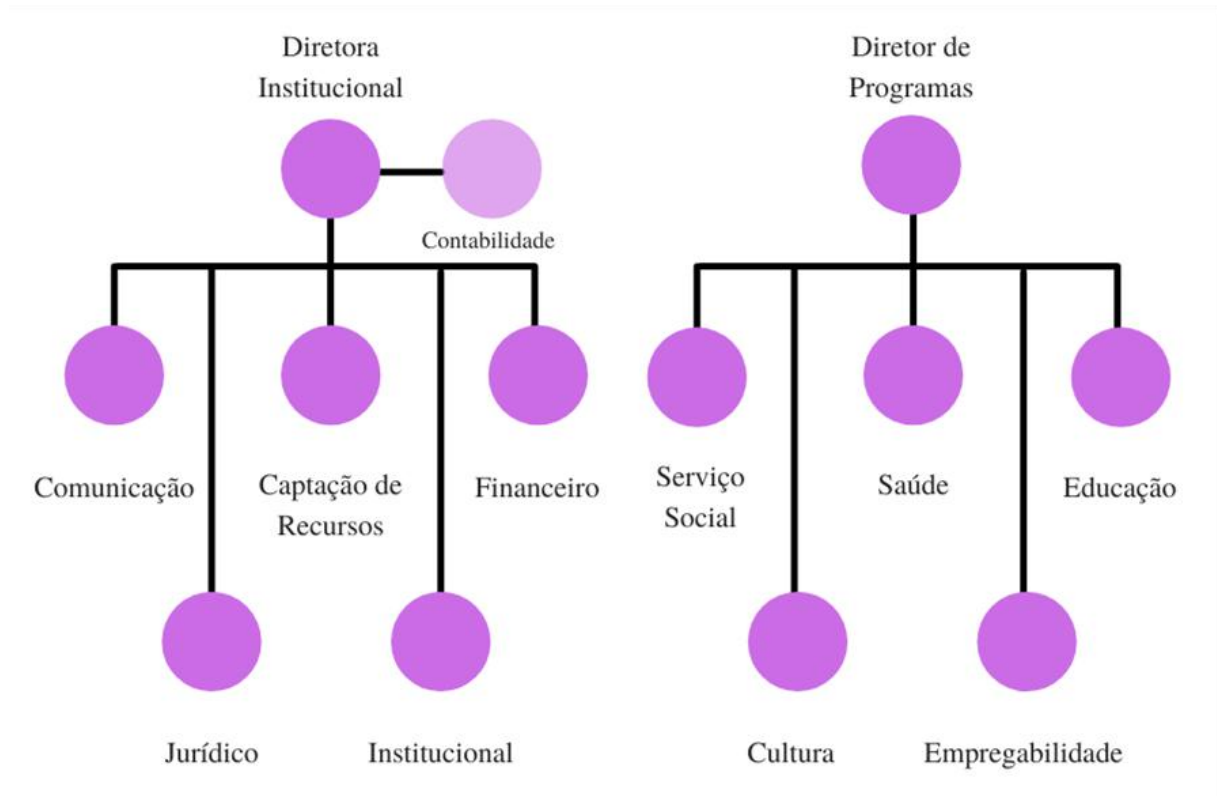 Diretora
Institucional
Diretor de
Programas
Contabilidade
Comunicação
Captação de
Recursos
Financeiro
Serviço
Social
Saúde
Educação
Jurídico
Institucional
Cultura
Empregabilidade